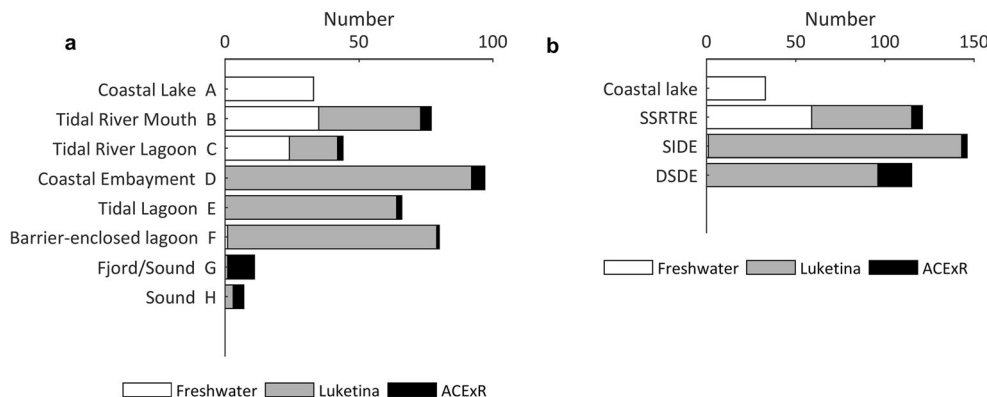 a
Number
0 50 100
Coastal Lake A
Tidal River Mouth B
Tidal River Lagoon C
Coastal Embayment D
Tidal Lagoon E
Barrier-enclosed lagoon F
Fjord/Sound G
Sound H
Freshwater Luketina ACExR
b
Number
0 50 100 150
Coastal lake
SSRTRE
SIDE
DSDE
Freshwater Luketina ACExR